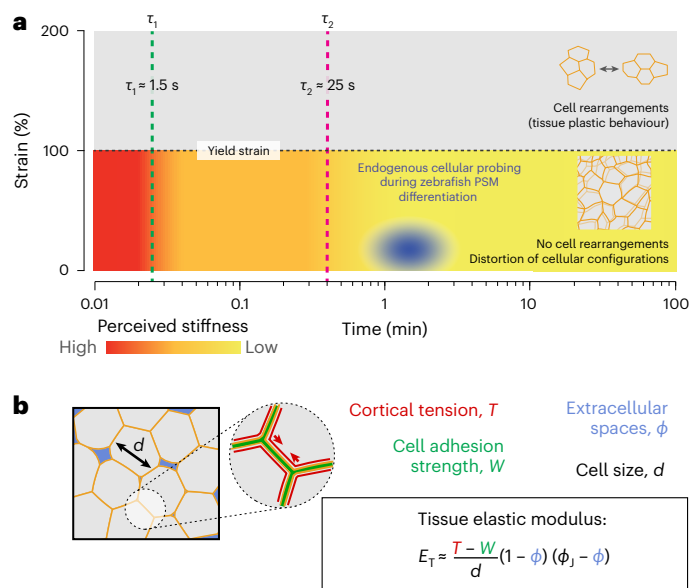 a
τ1
τ2
200
τ1 ≈ 1.5 s
τ2 ≈ 25 s
Cell rearrangements
(tissue plastic behaviour)
Strain (%)
100
Yield strain
Endogenous cellular probing
during zebrafish PSM
differentiation
No cell rearrangements
Distortion of cellular configurations
0
0.01
0.1
1
10
100
Perceived stiffness
Time (min)
High
Low
b
d
Cortical tension, T
Extracellular
spaces, ϕ
Cell adhesion
strength, W
Cell size, d
Tissue elastic modulus:
E_T ≈ (T – W)/d (1 – ϕ) (ϕ_J – ϕ)